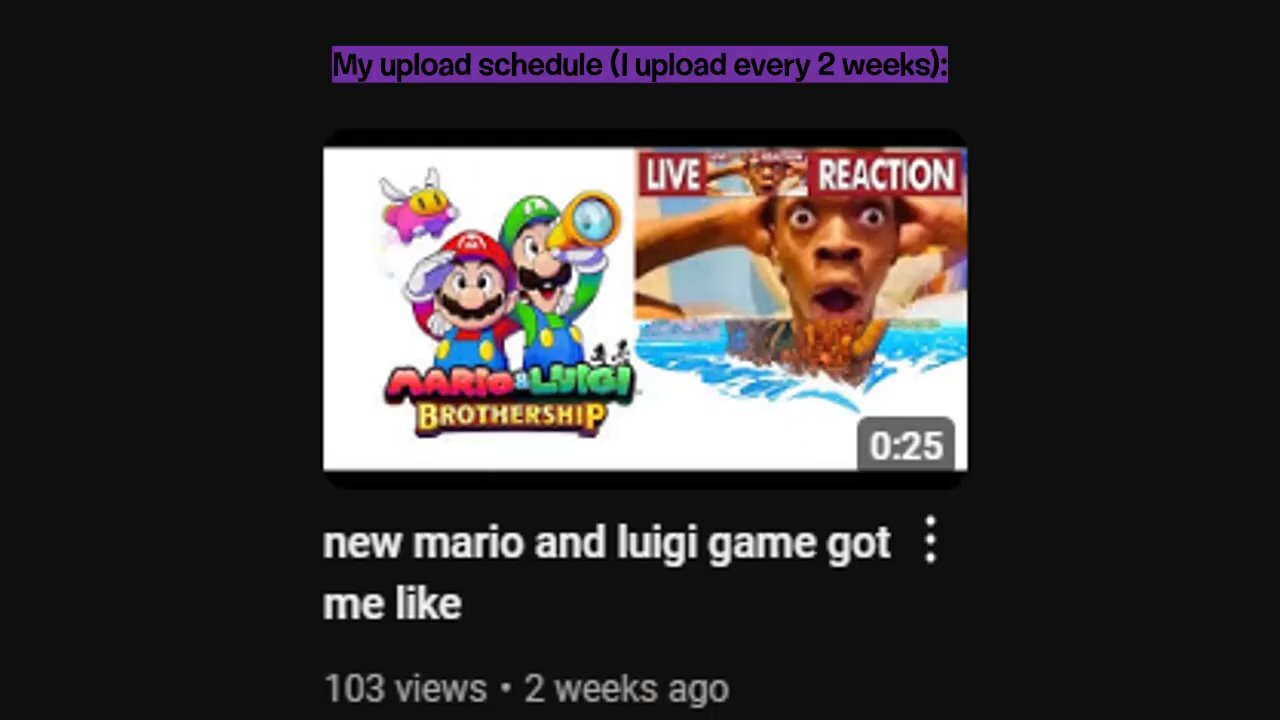 My upload schedule (I upload every 2 weeks):
LIVE REACTION
MARIO & LUIGI
BROTHERSHIP
0:25
new mario and luigi game got
me like
103 views • 2 weeks ago